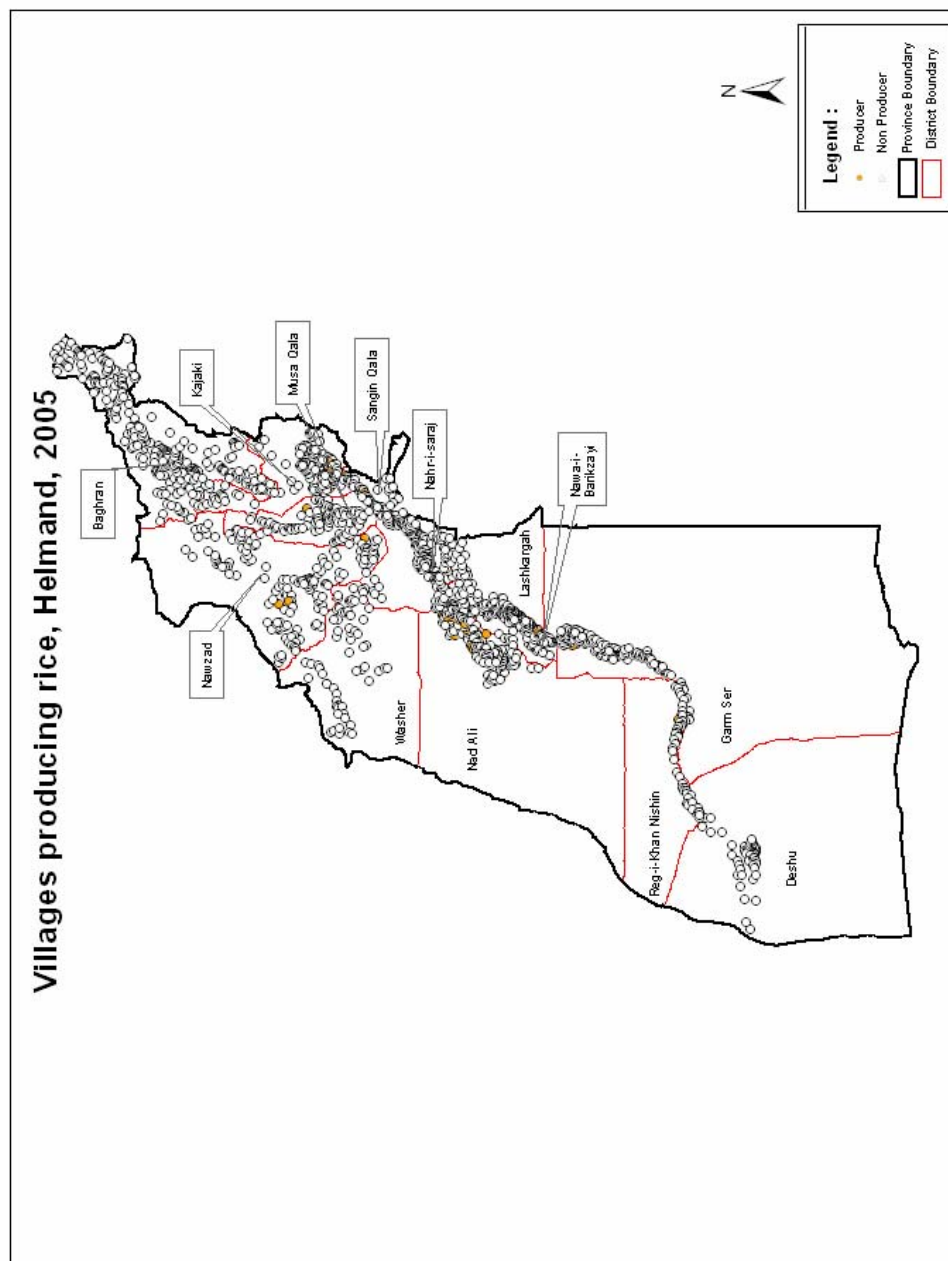 Villages producing rice, Helmand, 2005
N
Baghran
Kajaki
Musa Qala
Sangin Qala
Nahr-i-saraj
Nawzad
Washer
Nad Ali
Lashkargah
Nawa-i-
Barikzayi
Reg-i-Khan Nishin
Garm Ser
Deshu
Legend :
Producer
Non Producer
Province Boundary
District Boundary